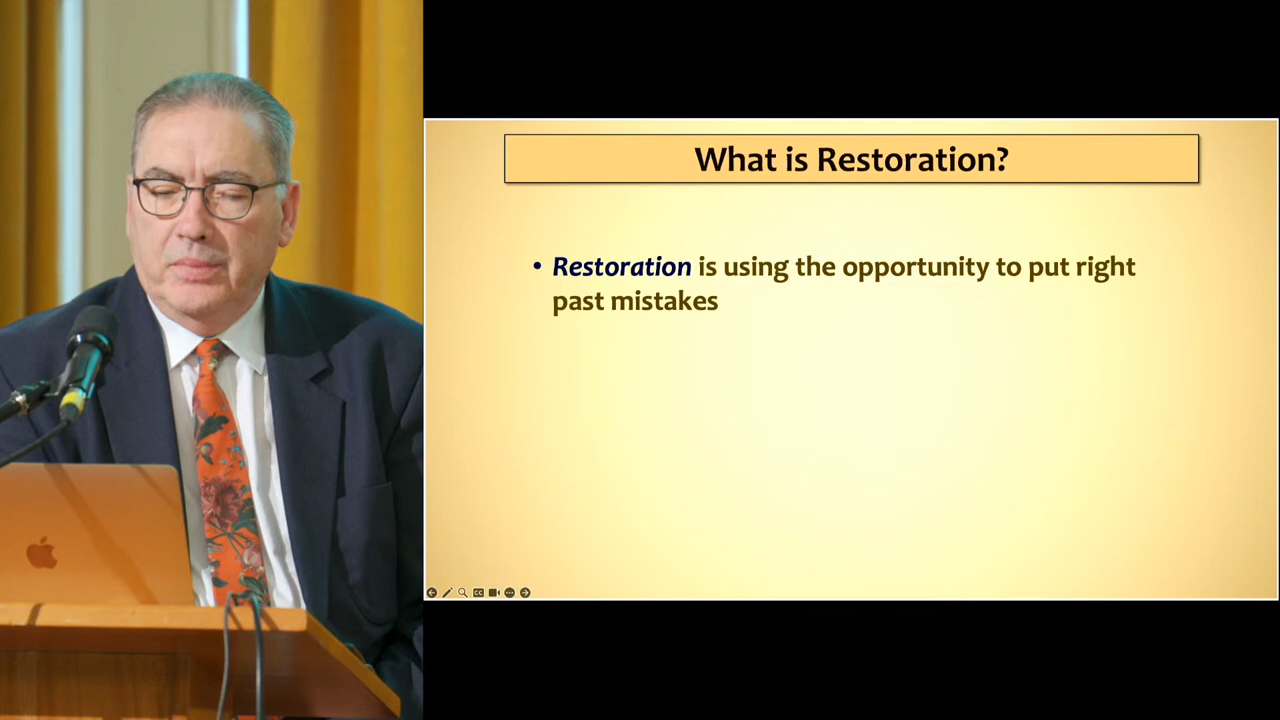 What is Restoration?
• Restoration is using the opportunity to put right
past mistakes